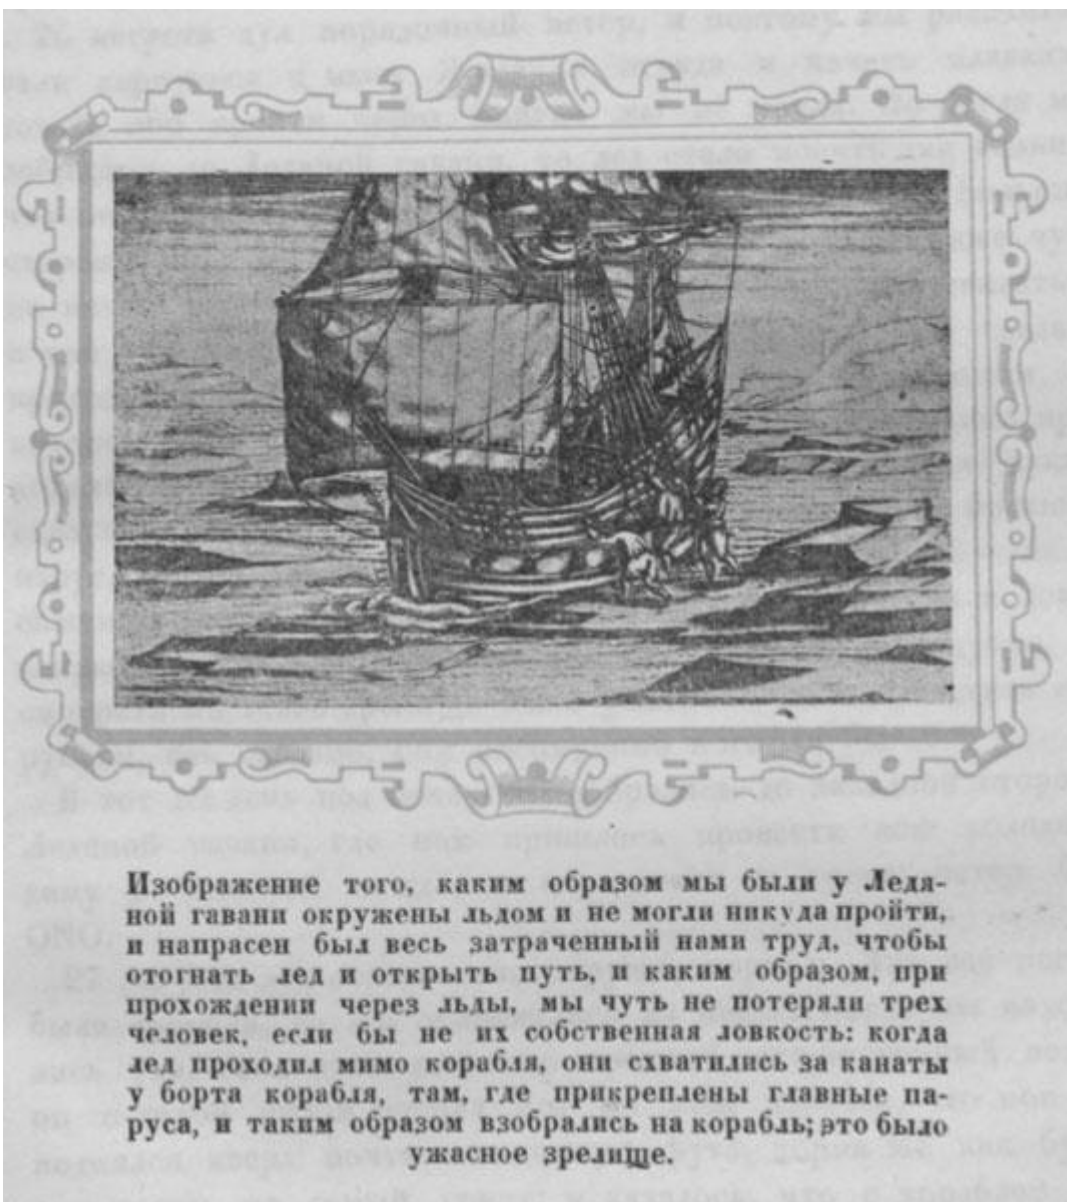 Изображение того, каким образом мы были у Ледя-
ной гавани окружены льдом и не могли никуда пройти,
и напрасен был весь затраченный нами труд, чтобы
отогнать лед и открыть путь, и каким образом, при
прохождении через льды, мы чуть не потеряли трех
человек, если бы не их собственная ловкость: когда
лед проходил мимо корабля, они схватились за канаты
у борта корабля, там, где прикреплены главные па-
руса, и таким образом взобрались на корабль; это было
ужасное зрелище.